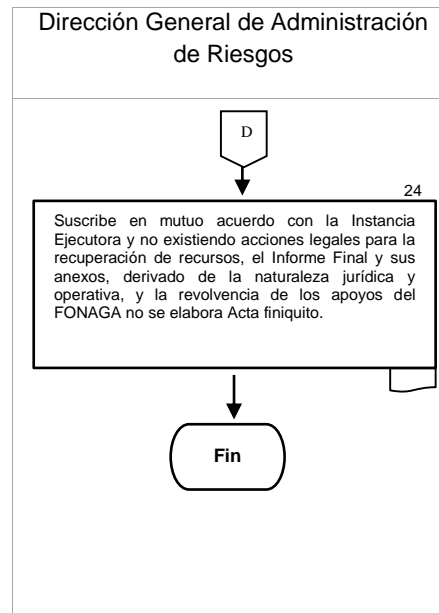 Dirección General de Administración
de Riesgos
D
24
Suscribe en mutuo acuerdo con la Instancia
Ejecutora y no existiendo acciones legales para la
recuperación de recursos, el Informe Final y sus
anexos, derivado de la naturaleza jurídica y
operativa, y la revolvencia de los apoyos del
FONAGA no se elabora Acta finiquito.
Fin